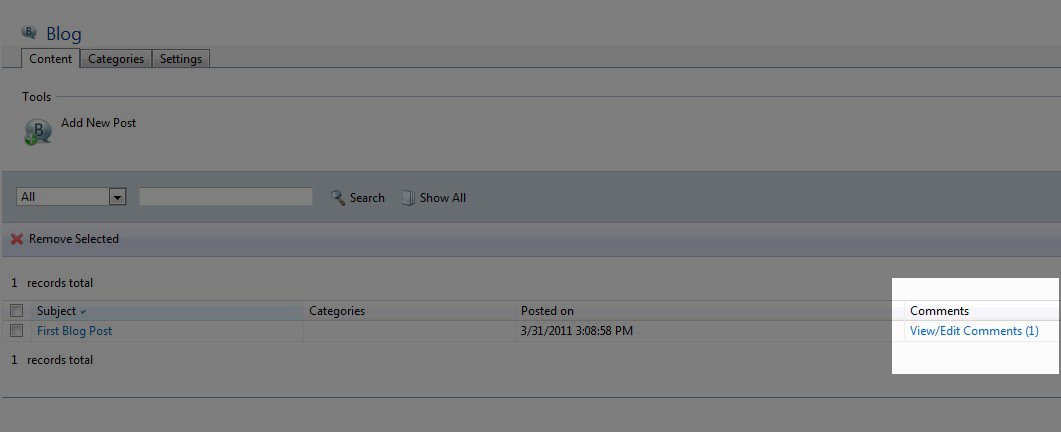 Blog
Content Categories Settings
Tools
Add New Post
All Search Show All
Remove Selected
1 records total
Subject Categories Posted on Comments
First Blog Post 3/31/2011 3:08:58 PM View/Edit Comments (1)
1 records total